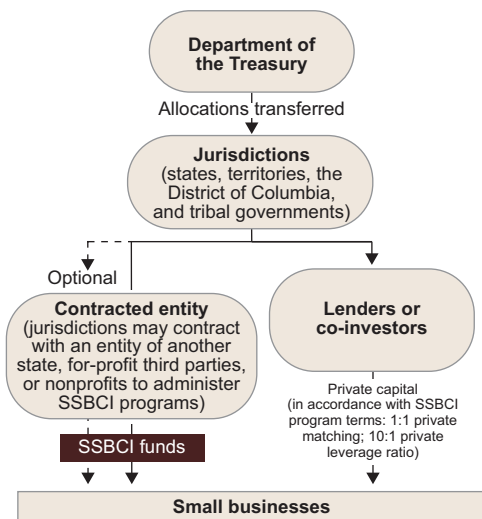 Department of
the Treasury
Allocations transferred
Jurisdictions
(states, territories, the
District of Columbia,
and tribal governments)
Optional
Contracted entity
(jurisdictions may contract
with an entity of another
state, for-profit third parties,
or nonprofits to administer
SSBCI programs)
SSBCI funds
Lenders or
co-investors
Private capital
(in accordance with SSBCI
program terms: 1:1 private
matching; 10:1 private
leverage ratio)
Small businesses